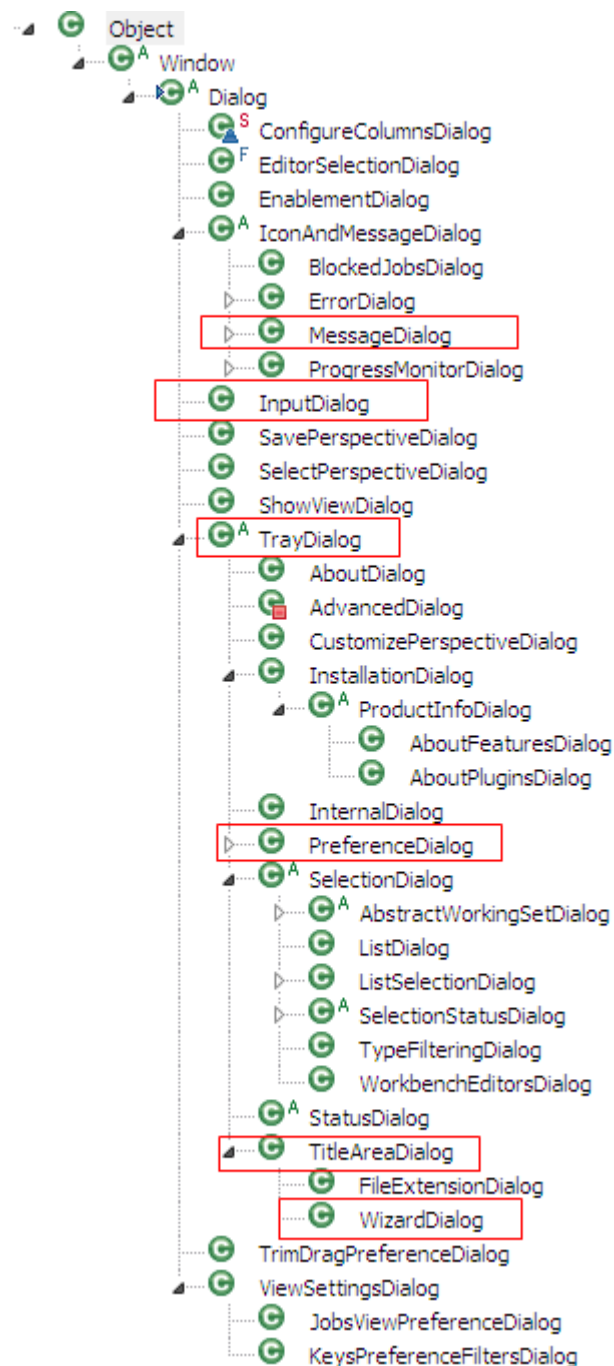 Object
A Window
A Dialog
S ConfigureColumnsDialog
F EditorSelectionDialog
EnablementDialog
A IconAndMessageDialog
BlockedJobsDialog
ErrorDialog
MessageDialog
ProgressMonitorDialog
InputDialog
SavePerspectiveDialog
SelectPerspectiveDialog
ShowViewDialog
A TrayDialog
AboutDialog
AdvancedDialog
CustomizePerspectiveDialog
InstallationDialog
A ProductInfoDialog
AboutFeaturesDialog
AboutPluginsDialog
InternalDialog
PreferenceDialog
A SelectionDialog
A AbstractWorkingSetDialog
ListDialog
ListSelectionDialog
A SelectionStatusDialog
TypeFilteringDialog
WorkbenchEditorsDialog
A StatusDialog
TitleAreaDialog
FileExtensionDialog
WizardDialog
TrimDragPreferenceDialog
ViewSettingsDialog
JobsViewPreferenceDialog
KeysPreferenceFiltersDialog